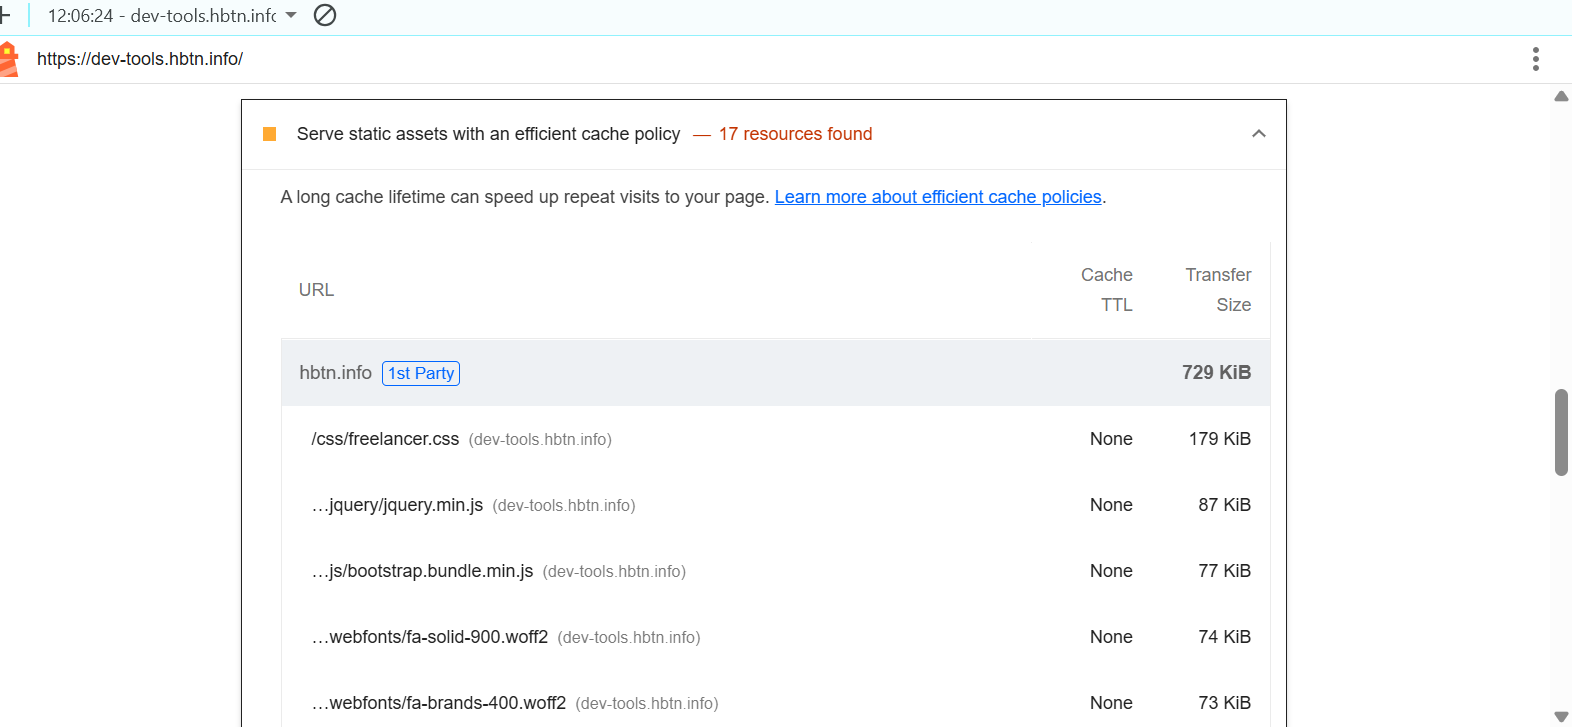 12:06:24 - dev-tools.hbtn.info
https://dev-tools.hbtn.info/
Serve static assets with an efficient cache policy — 17 resources found
A long cache lifetime can speed up repeat visits to your page. Learn more about efficient cache policies.
URL Cache TTL Transfer Size
hbtn.info 1st Party 729 KiB
/css/freelancer.css (dev-tools.hbtn.info) None 179 KiB
…jquery/jquery.min.js (dev-tools.hbtn.info) None 87 KiB
…js/bootstrap.bundle.min.js (dev-tools.hbtn.info) None 77 KiB
…webfonts/fa-solid-900.woff2 (dev-tools.hbtn.info) None 74 KiB
…webfonts/fa-brands-400.woff2 (dev-tools.hbtn.info) None 73 KiB